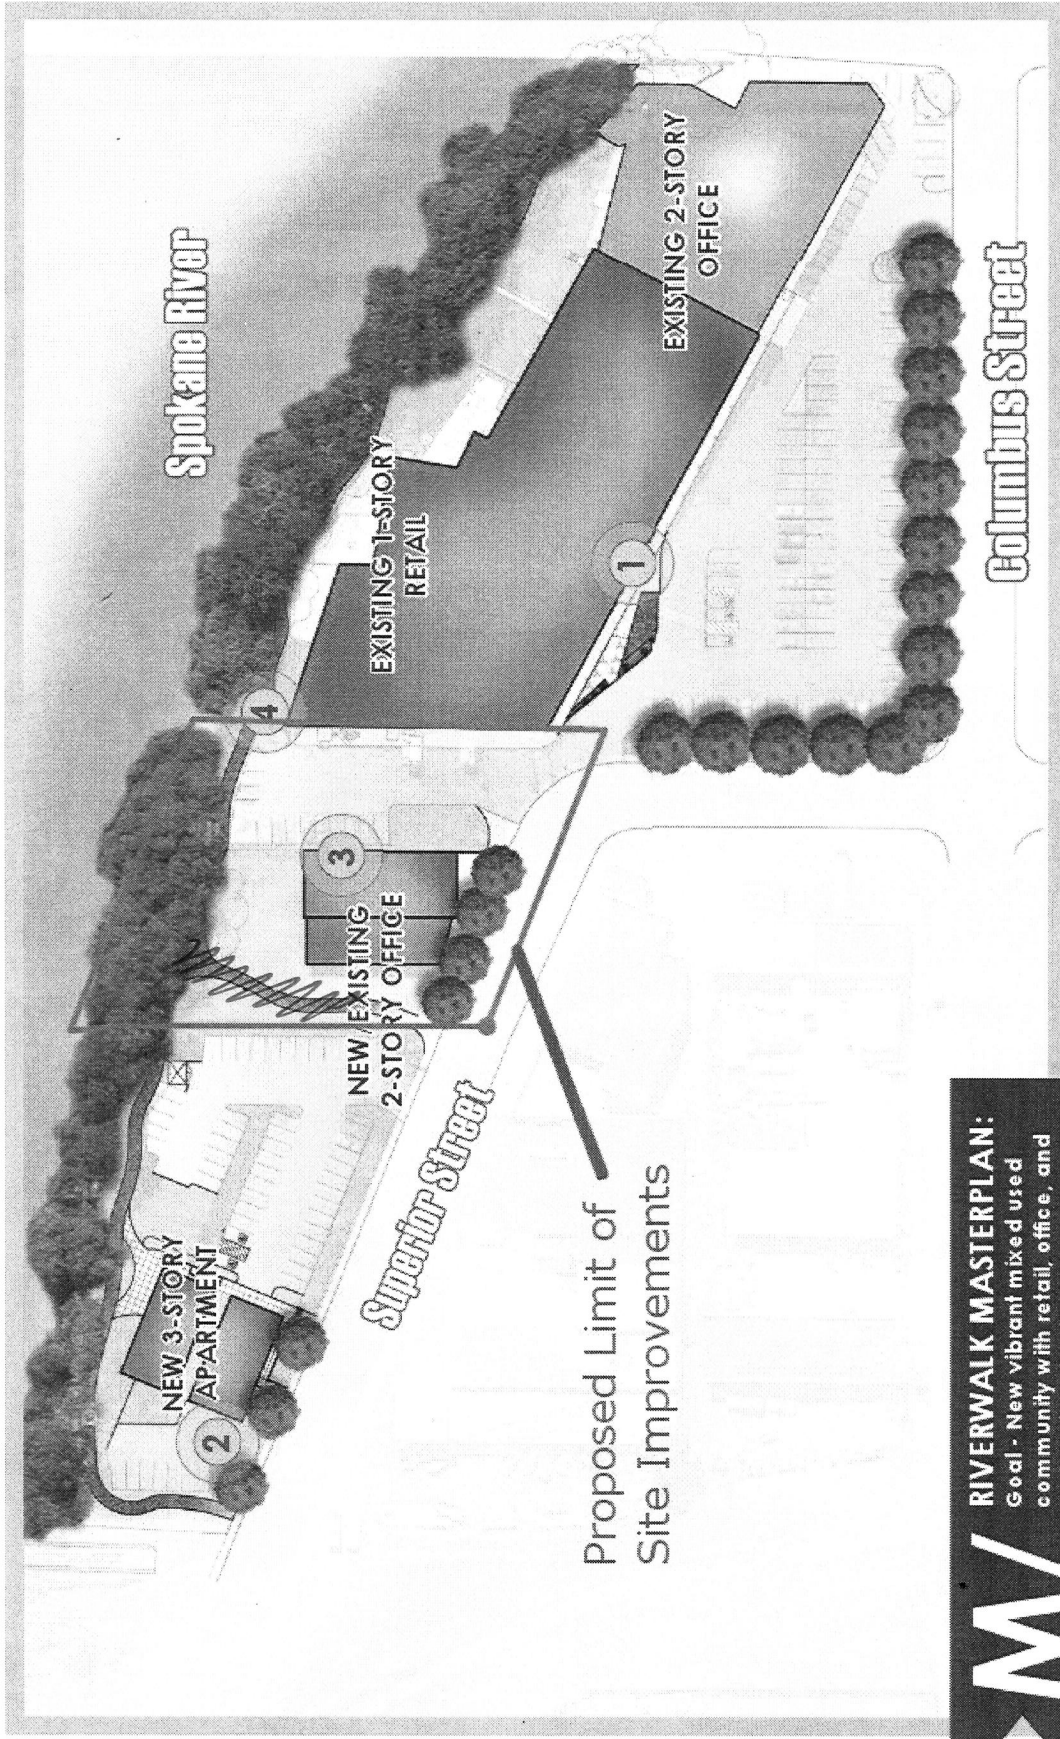 Spokane River
EXISTING 1-STORY
RETAIL
EXISTING 2-STORY
OFFICE
4
3
1
2
NEW/EXISTING
2-STORY OFFICE
NEW 3-STORY
APARTMENT
Superior Street
Columbus Street
Proposed Limit of
Site Improvements
RIVERWALK MASTERPLAN:
Goal - New vibrant mixed used
community with retail, office, and